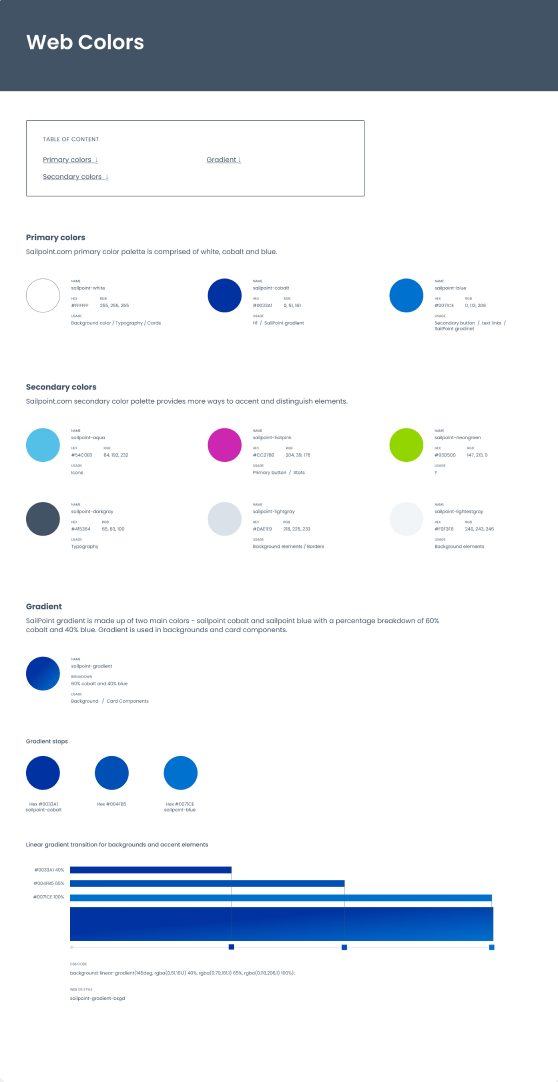 Web Colors
TABLE OF CONTENT
Primary colors ↓
Gradient ↓
Secondary colors ↓
Primary colors
Sailpoint.com primary color palette is comprised of white, cobalt and blue.
NAME
sailpoint-white
HEX RGB
#FFFFFF 255, 255, 255
USAGE
Background color / Typography / Cards
NAME
sailpoint-cobalt
HEX RGB
#0033A1 0, 51, 161
USAGE
H1 / SailPoint gradient
NAME
sailpoint-blue
HEX RGB
#0071CE 0, 113, 206
USAGE
Secondary button / text links /
SailPoint gradinet
Secondary colors
Sailpoint.com secondary color palette provides more ways to accent and distinguish elements.
NAME
sailpoint-aqua
HEX RGB
#54C0E8 84, 192, 232
USAGE
Icons
NAME
sailpoint-hotpink
HEX RGB
#CC27B0 204, 39, 176
USAGE
Primary button / Stats
NAME
sailpoint-neongreen
HEX RGB
#93D500 147, 213, 0
USAGE
?
NAME
sailpoint-darkgray
HEX RGB
#415364 65, 83, 100
USAGE
Typography
NAME
sailpoint-lightgray
HEX RGB
#DAE1E9 218, 225, 233
USAGE
Background elements / Borders
NAME
sailpoint-lightestgray
HEX RGB
#F0F3F6 240, 243, 246
USAGE
Background elements
Gradient
SailPoint gradient is made up of two main colors - sailpoint cobalt and sailpoint blue with a percentage breakdown of 60%
cobalt and 40% blue. Gradient is used in backgrounds and card components.
NAME
sailpoint-gradient
BREAKDOWN
60% cobalt and 40% blue
USAGE
Background / Card Components
Gradient stops
Hex #0033A1
sailpoint-cobalt
Hex #004FB5
Hex #0071CE
sailpoint-blue
Linear gradient transition for backgrounds and accent elements
#0033A1 40%
#004FB5 65%
#0071CE 100%
CSS CODE
background: linear-gradient(145deg, rgba(0,51,161,1) 40%, rgba(0,79,181,1) 65%, rgba(0,113,206,1) 100%);
sailpoint-gradient-bkgd